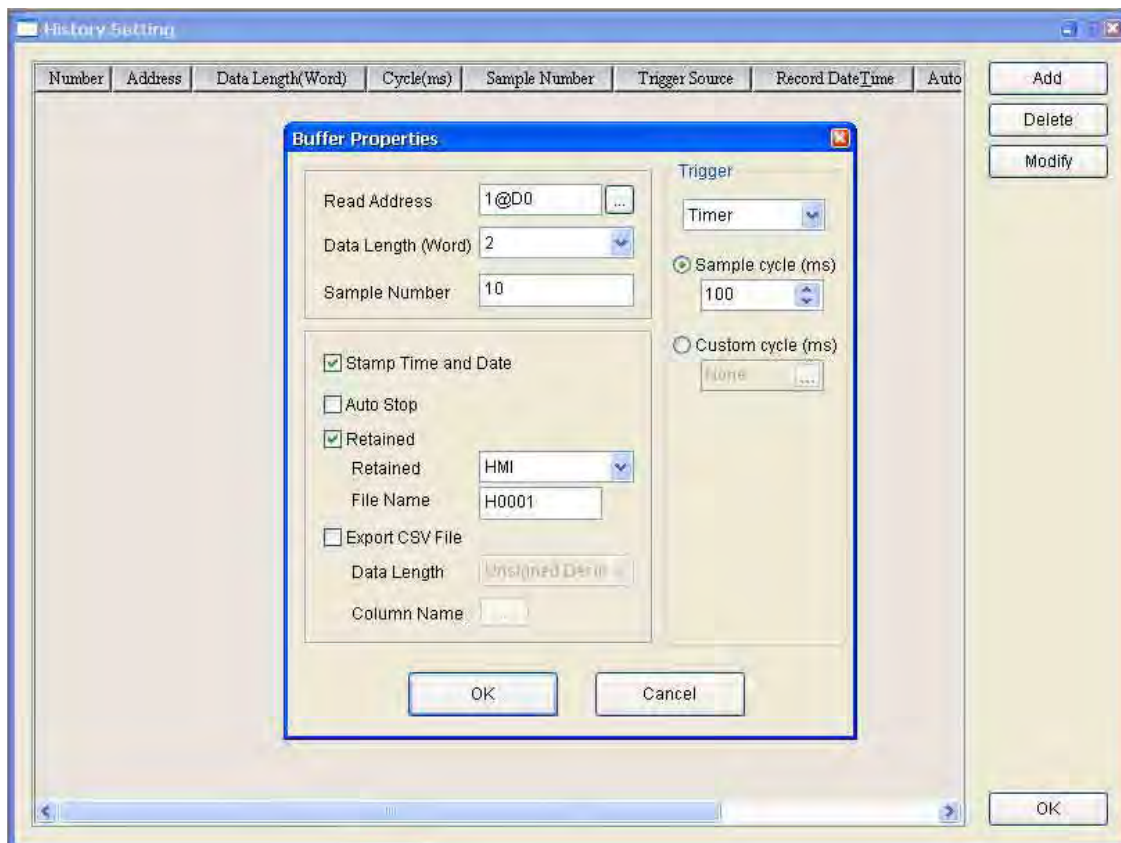 History Setting
Number Address Data Length(Word) Cycle(ms) Sample Number Trigger Source Record DateTime Auto
Add
Delete
Modify
Buffer Properties
Read Address 1@D0 ...
Data Length (Word) 2
Sample Number 10
Stamp Time and Date
Auto Stop
Retained
Retained HMI
File Name H0001
Export CSV File
Data Length Unsigned Decim
Column Name ...
Trigger
Timer
Sample cycle (ms)
100
Custom cycle (ms)
None ...
OK Cancel
OK